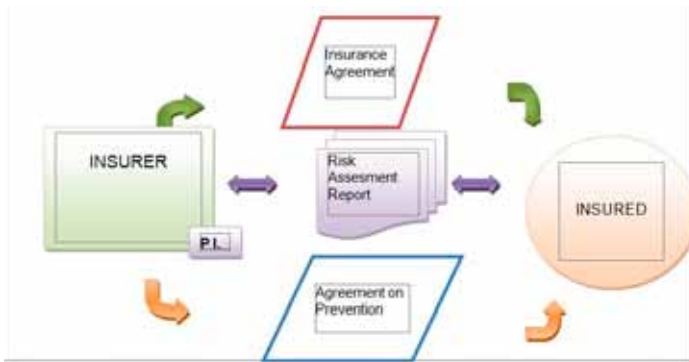 Insurance
Agreement
INSURER
Risk
Assesment
Report
INSURED
P.I.
Agreement on
Prevention